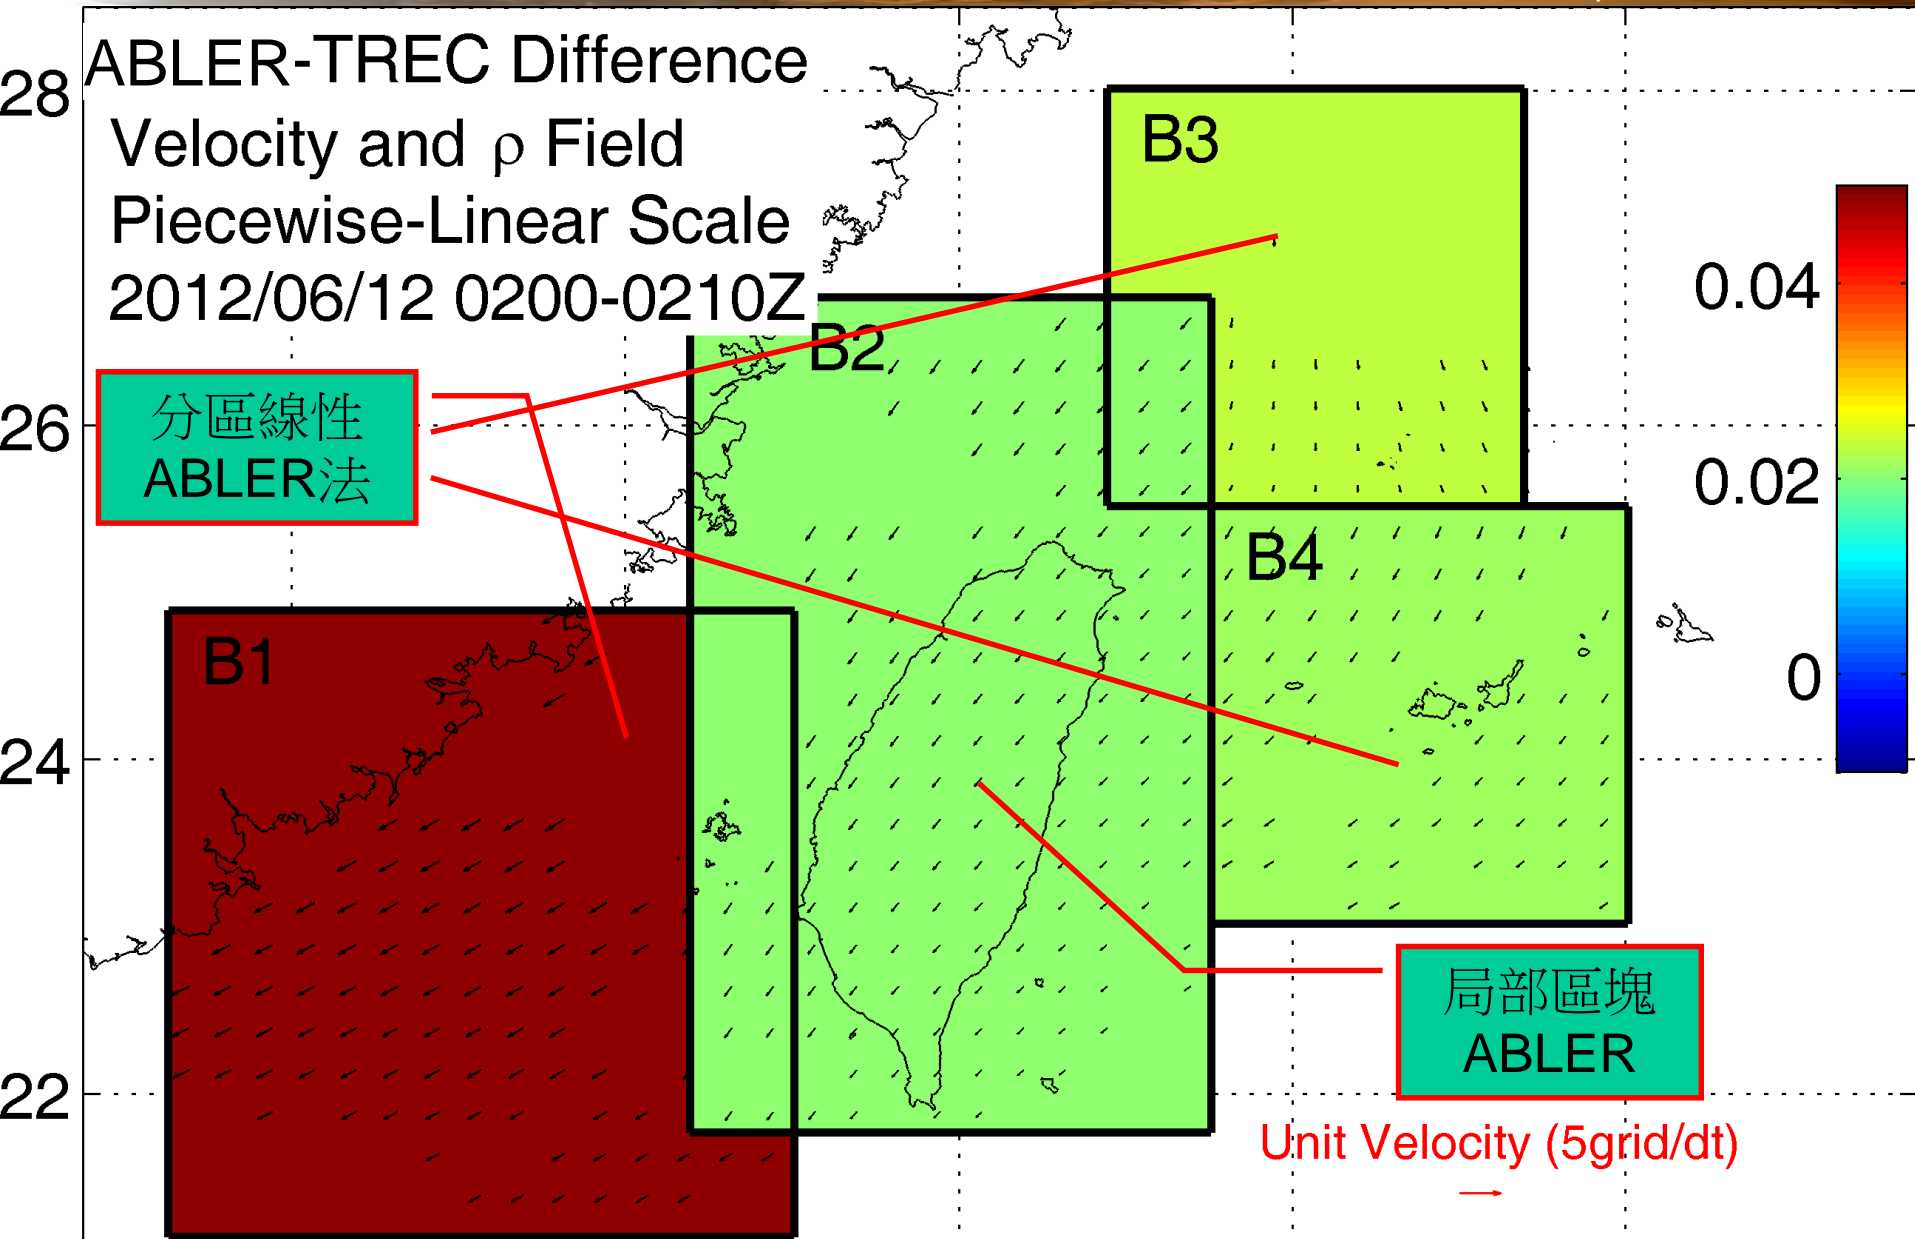 ABLER-TREC Difference
Velocity and ρ Field
Piecewise-Linear Scale
2012/06/12 0200-0210Z
28
26
24
22
B3
B2
B4
B1
分區線性
ABLER法
局部區塊
ABLER
Unit Velocity (5grid/dt)
0.04
0.02
0